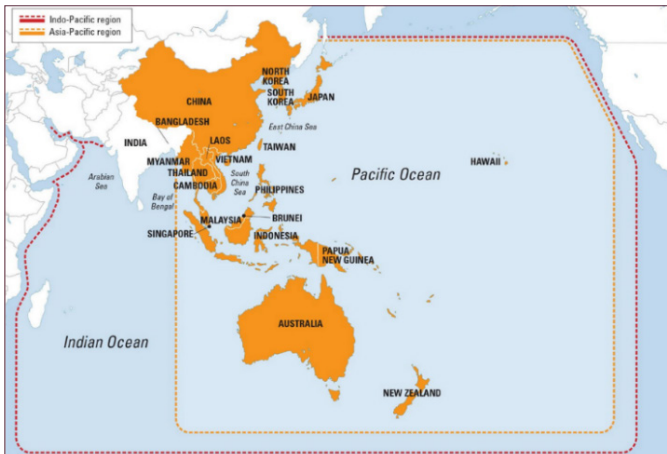 Indo-Pacific region
Asia-Pacific region
NORTH
KOREA
SOUTH
KOREA
JAPAN
CHINA
BANGLADESH
East China Sea
INDIA
LAOS
TAIWAN
MYANMAR
VIETNAM
HAWAII
THAILAND
South
China
Sea
Arabian
Sea
CAMBODIA
Pacific Ocean
PHILIPPINES
Bay of
Bengal
MALAYSIA
BRUNEI
SINGAPORE
INDONESIA
PAPUA
NEW GUINEA
AUSTRALIA
Indian Ocean
NEW ZEALAND